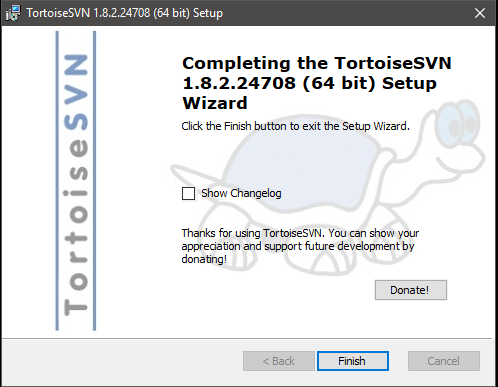 TortoiseSVN 1.8.2.24708 (64 bit) Setup
TortoiseSVN
Completing the TortoiseSVN
1.8.2.24708 (64 bit) Setup
Wizard
Click the Finish button to exit the Setup Wizard.
Show Changelog
Thanks for using TortoiseSVN. You can show your
appreciation and support future development by
donating!
Donate!
< Back
Finish
Cancel